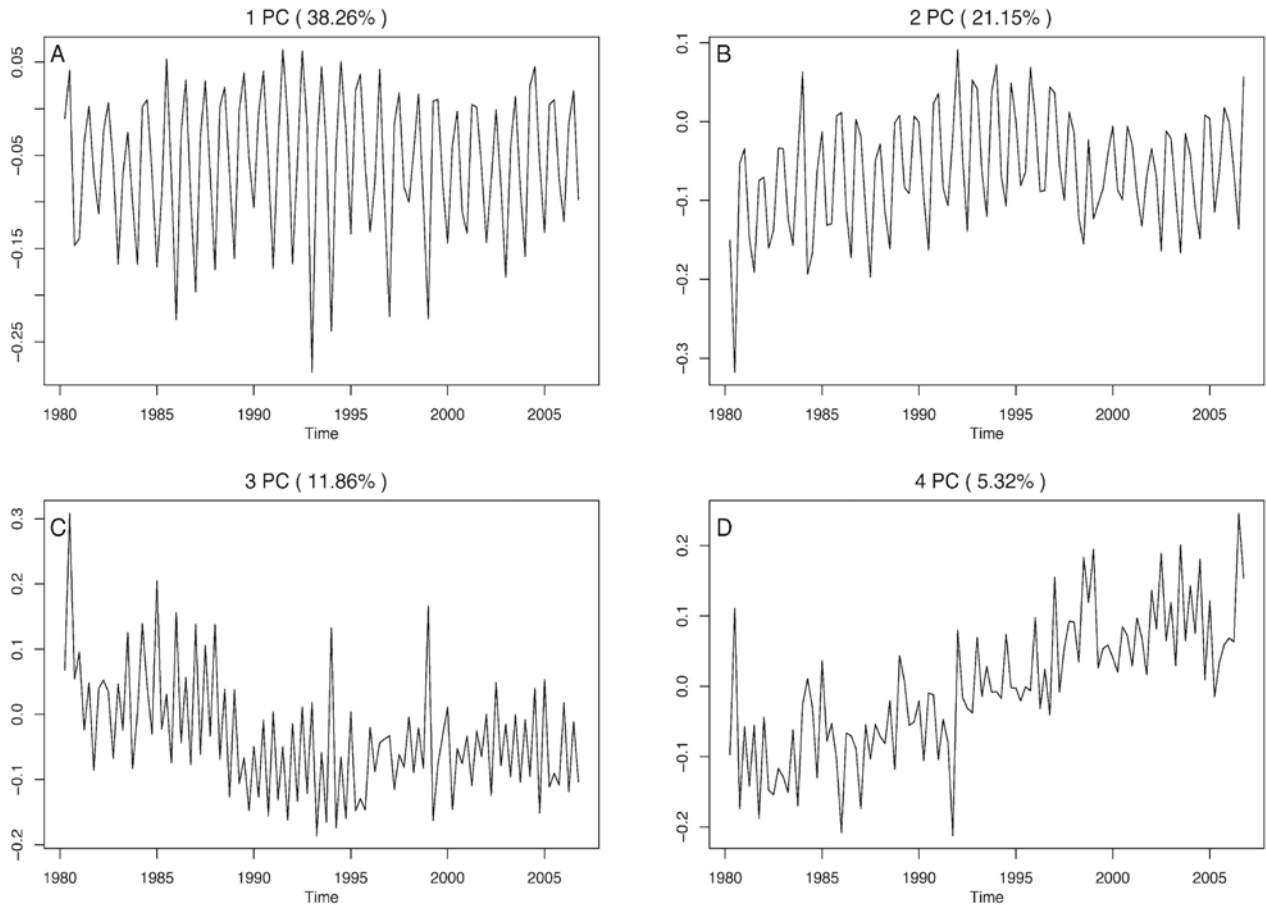 1 PC ( 38.26% )
A
0.05
−0.05
−0.15
−0.25
1980 1985 1990 1995 2000 2005
Time
2 PC ( 21.15% )
B
0.1
0.0
−0.1
−0.2
−0.3
1980 1985 1990 1995 2000 2005
Time
3 PC ( 11.86% )
C
0.3
0.2
0.1
0.0
−0.1
−0.2
1980 1985 1990 1995 2000 2005
Time
4 PC ( 5.32% )
D
0.2
0.1
0.0
−0.1
−0.2
1980 1985 1990 1995 2000 2005
Time